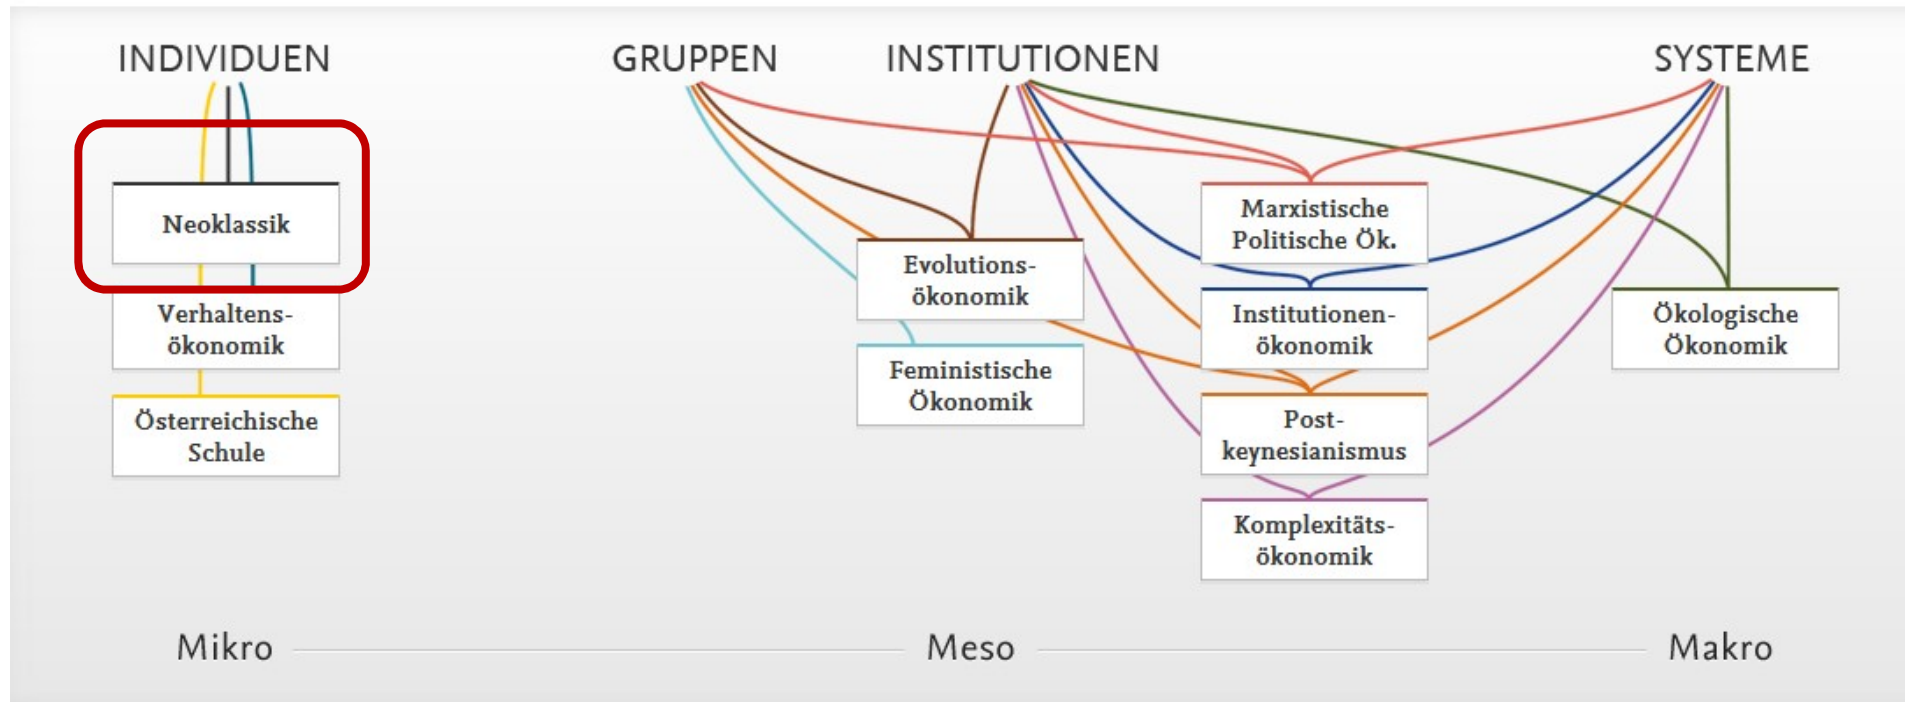 INDIVIDUEN
GRUPPEN
INSTITUTIONEN
SYSTEME
Neoklassik
Verhaltens-
ökonomik
Österreichische
Schule
Evolutions-
ökonomik
Feministische
Ökonomik
Marxistische
Politische Ök.
Institutionen-
ökonomik
Post-
keynesianismus
Komplexitäts-
ökonomik
Ökologische
Ökonomik
Mikro
Meso
Makro